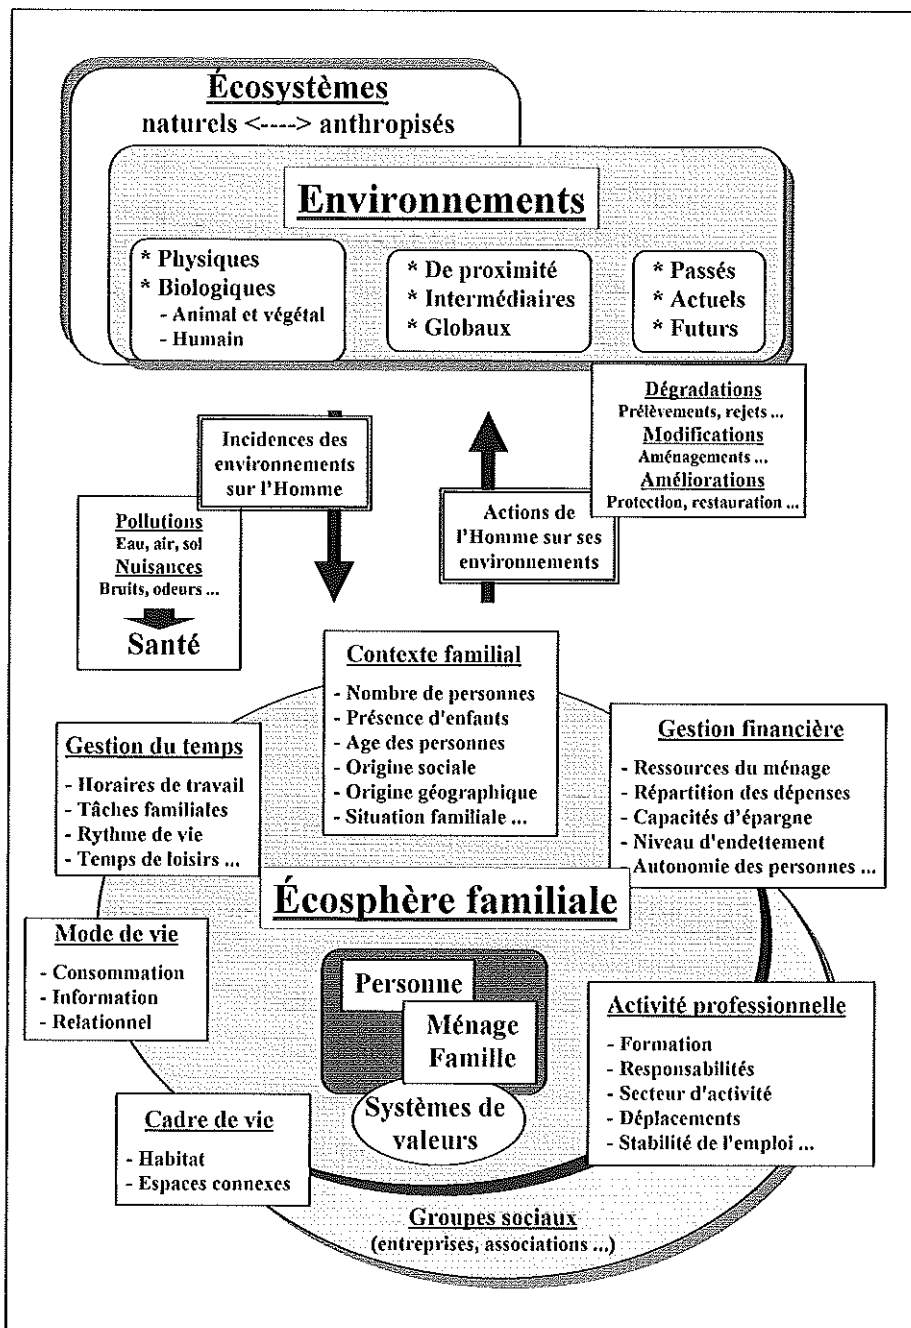 Écosystèmes
naturels <----> anthropisés
Environnements
* Physiques
* Biologiques
- Animal et végétal
- Humain
* De proximité
* Intermédiaires
* Globaux
* Passés
* Actuels
* Futurs
Dégradations
Prélèvements, rejets ...
Modifications
Aménagements ...
Améliorations
Protection, restauration ...
Incidences des
environnements
sur l'Homme
Actions de
l'Homme sur ses
environnements
Pollutions
Eau, air, sol
Nuisances
Bruits, odeurs ...
Santé
Contexte familial
- Nombre de personnes
- Présence d'enfants
- Age des personnes
- Origine sociale
- Origine géographique
- Situation familiale ...
Gestion du temps
- Horaires de travail
- Tâches familiales
- Rythme de vie
- Temps de loisirs ...
Gestion financière
- Ressources du ménage
- Répartition des dépenses
- Capacités d'épargne
- Niveau d'endettement
- Autonomie des personnes ...
Écosphère familiale
Mode de vie
- Consommation
- Information
- Relationnel
Personne
Ménage
Famille
Systèmes de
valeurs
Activité professionnelle
- Formation
- Responsabilités
- Secteur d'activité
- Déplacements
- Stabilité de l'emploi ...
Cadre de vie
- Habitat
- Espaces connexes
Groupes sociaux
(entreprises, associations ...)